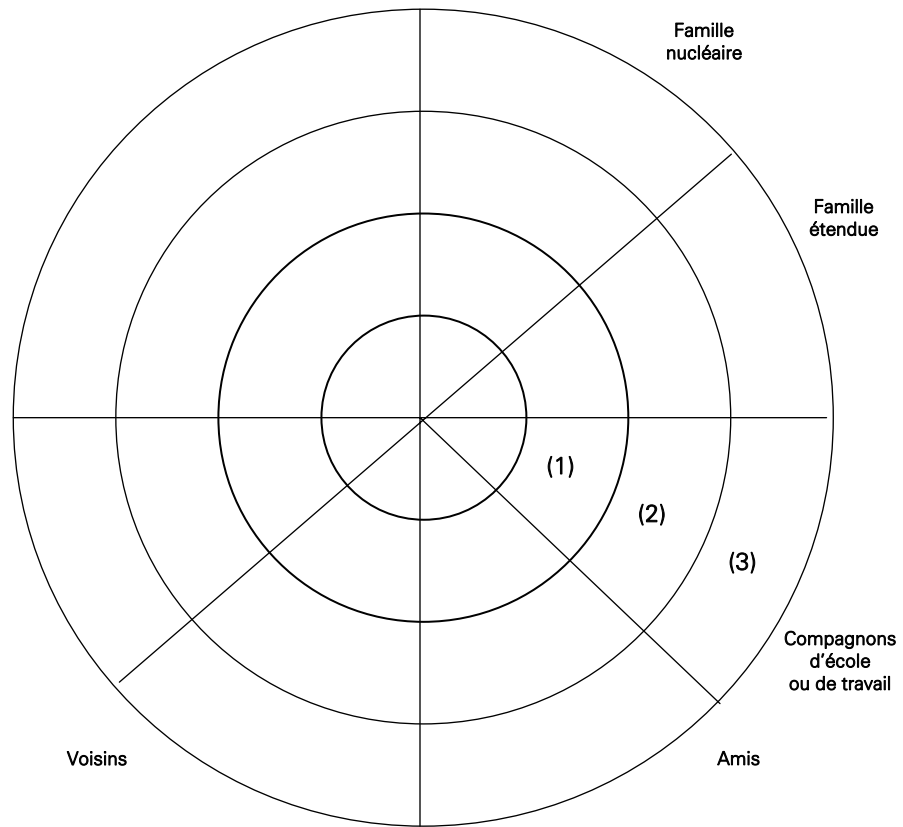 Famille
nucléaire
Famille
étendue
(1)
(2)
(3)
Compagnons
d'école
ou de travail
Voisins
Amis